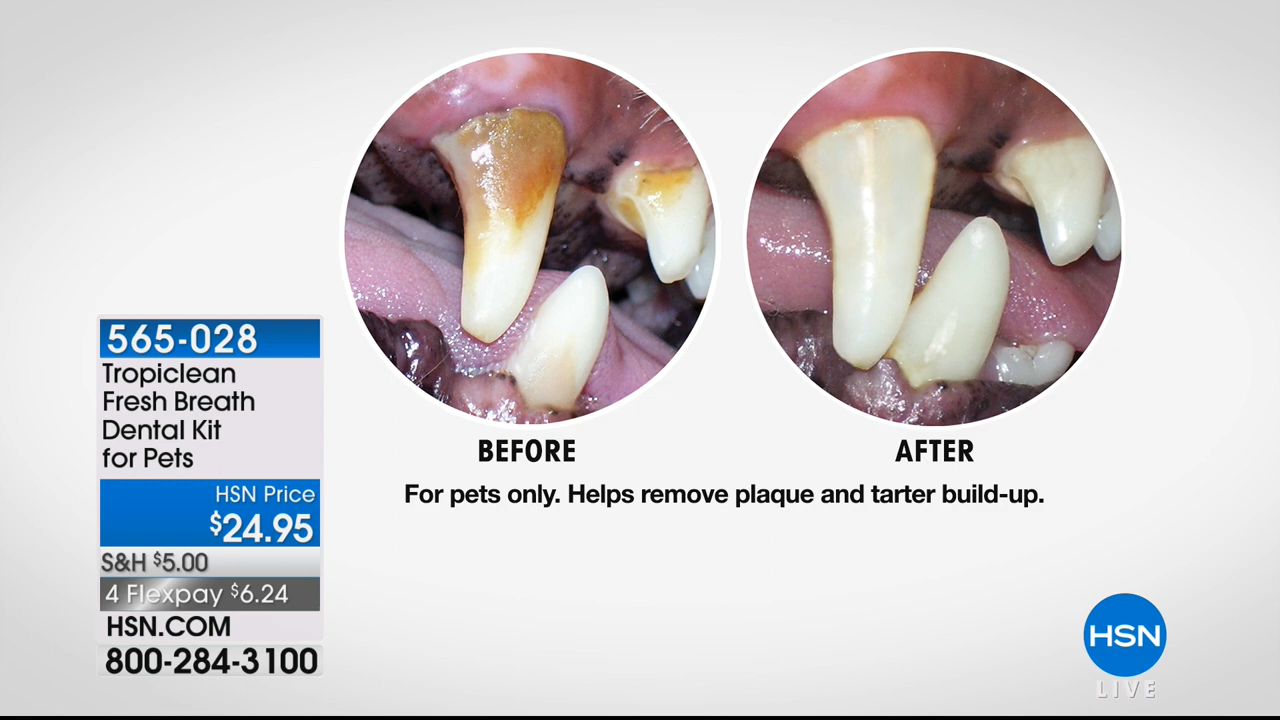 565-028
Tropiclean
Fresh Breath
Dental Kit
for Pets
HSN Price
$24.95
S&H $5.00
4 Flexpay $6.24
HSN.COM
800-284-3100
BEFORE
AFTER
For pets only. Helps remove plaque and tarter build-up.
HSN
LIVE